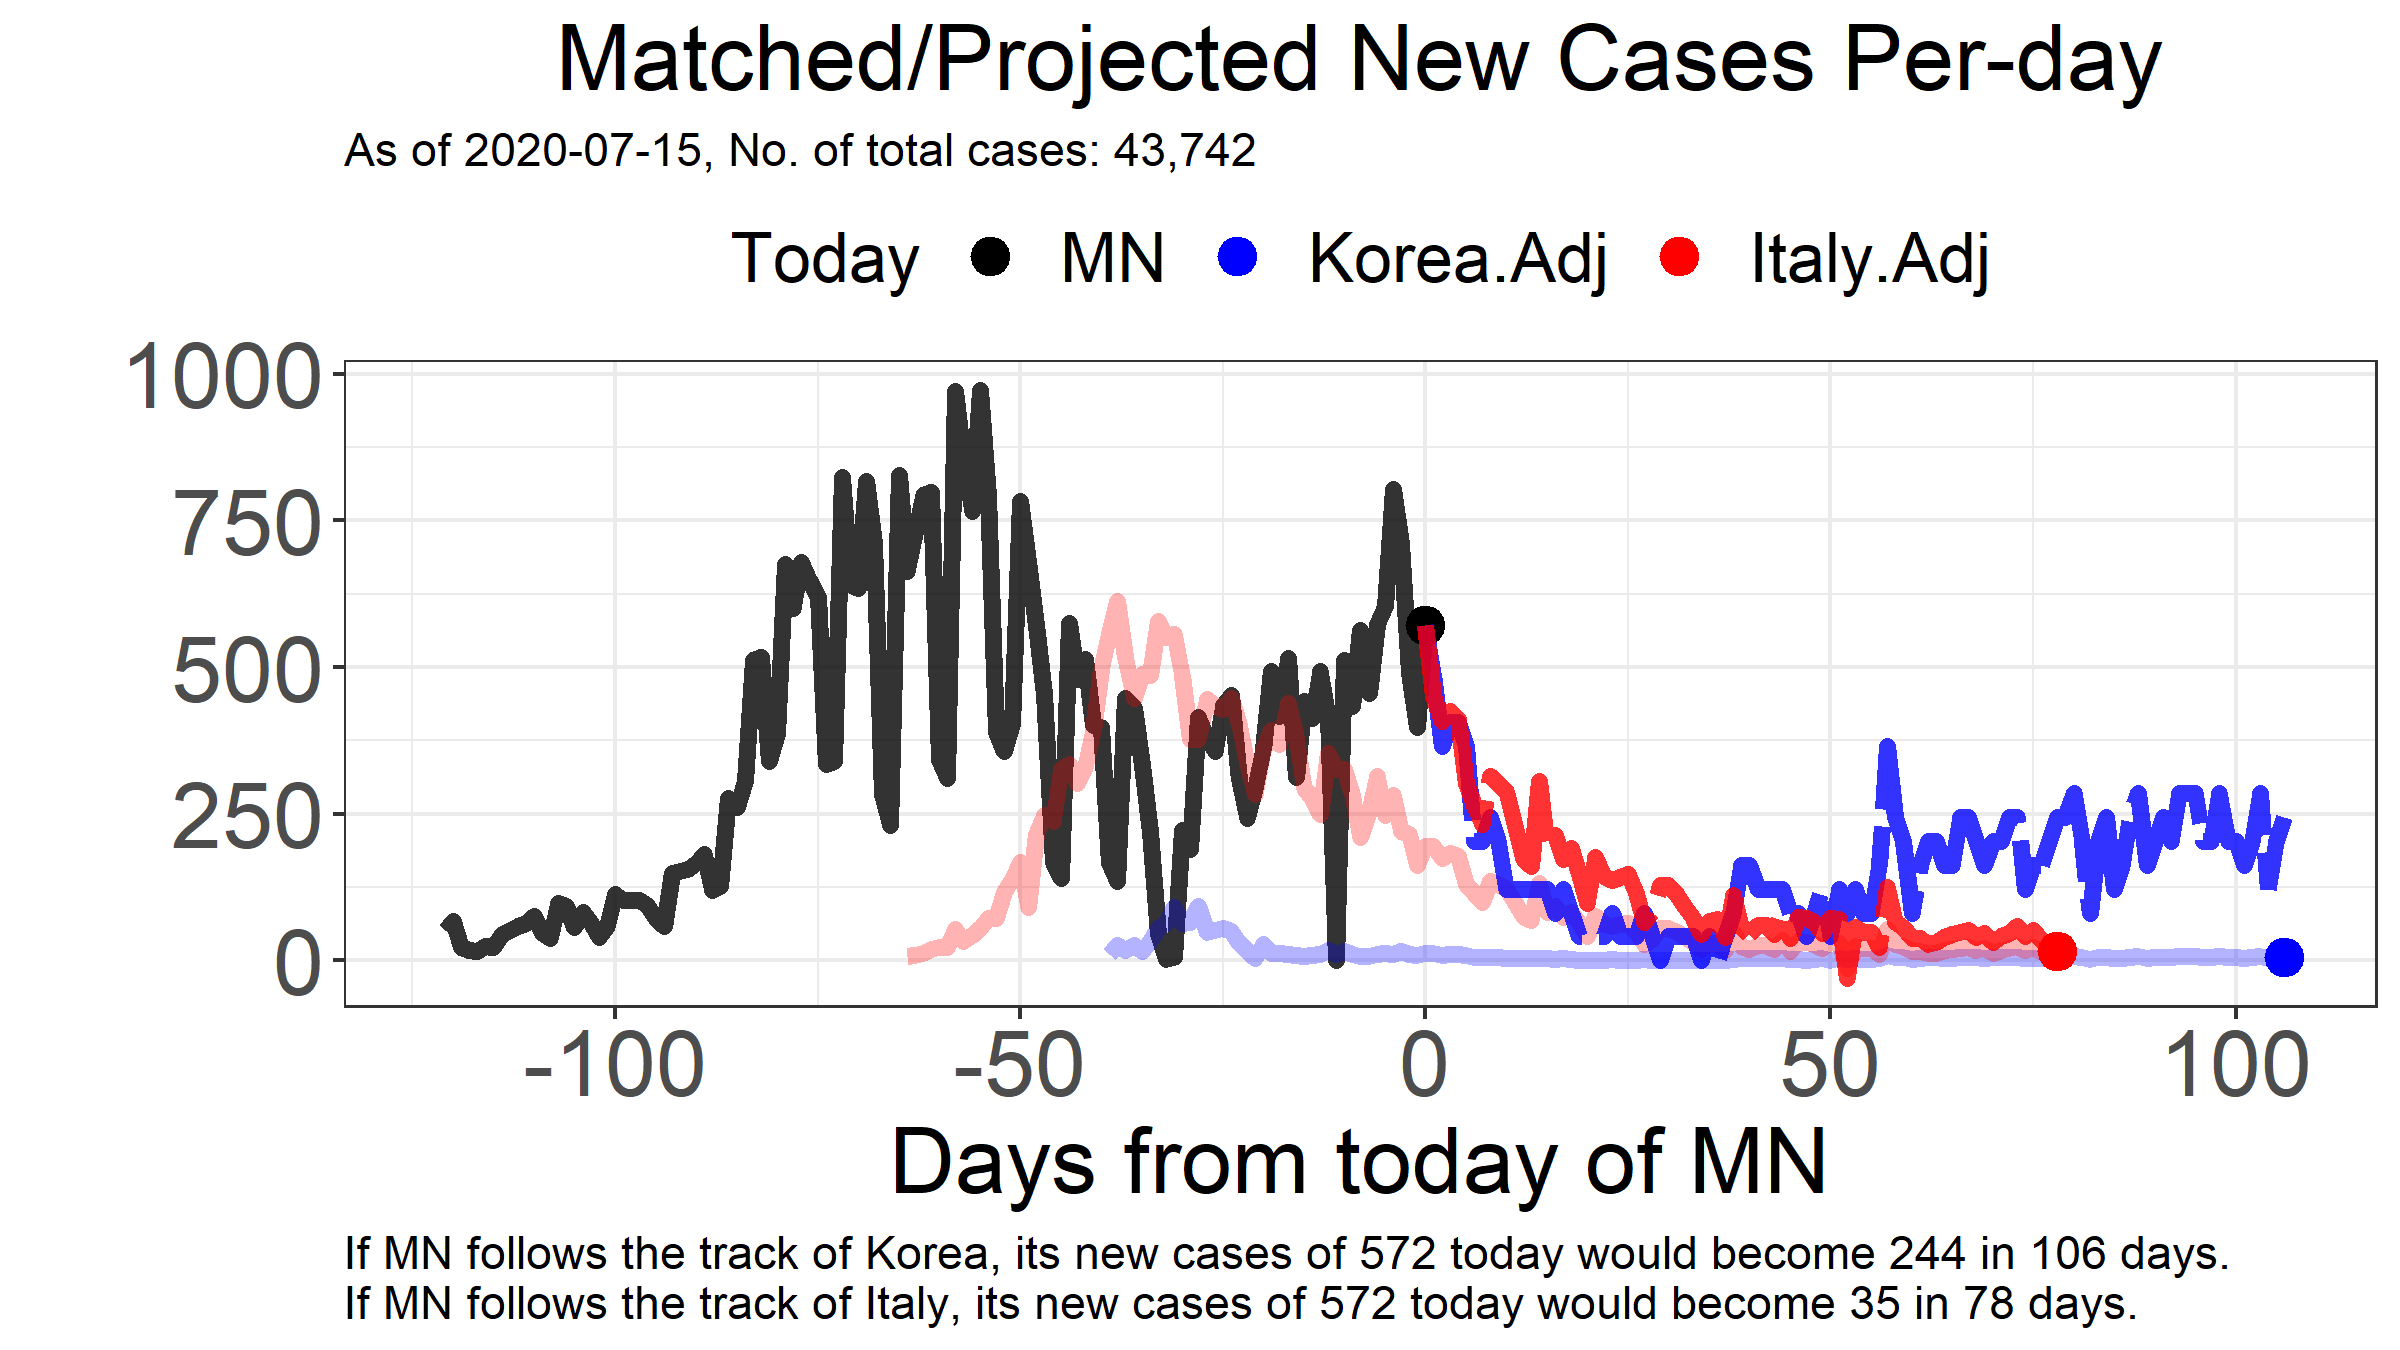 Matched/Projected New Cases Per-day
As of 2020-07-15, No. of total cases: 43,742
Today MN Korea.Adj Italy.Adj
1000
750
500
250
0
-100 -50 0 50 100
Days from today of MN
If MN follows the track of Korea, its new cases of 572 today would become 244 in 106 days.
If MN follows the track of Italy, its new cases of 572 today would become 35 in 78 days.